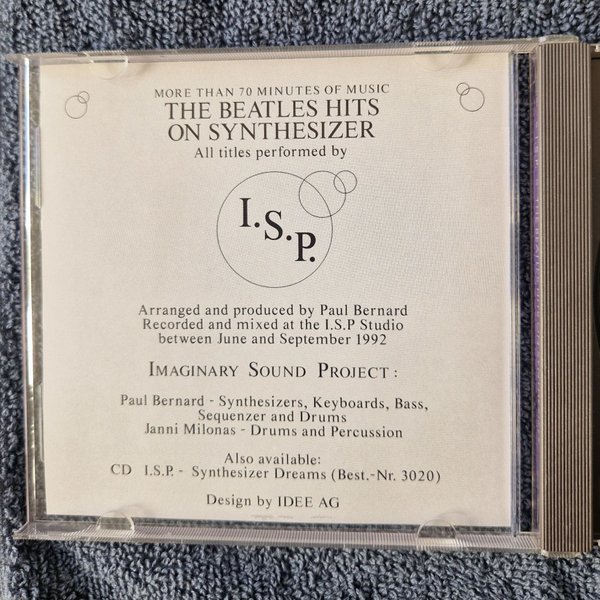 MORE THAN 70 MINUTES OF MUSIC
THE BEATLES HITS
ON SYNTHESIZER
All titles performed by
I.S.P.
Arranged and produced by Paul Bernard
Recorded and mixed at the I.S.P Studio
between June and September 1992
IMAGINARY SOUND PROJECT:
Paul Bernard - Synthesizers, Keyboards, Bass,
Sequenzer and Drums
Janni Milonas - Drums and Percussion
Also available:
CD I.S.P. - Synthesizer Dreams (Best.-Nr. 3020)
Design by IDEE AG